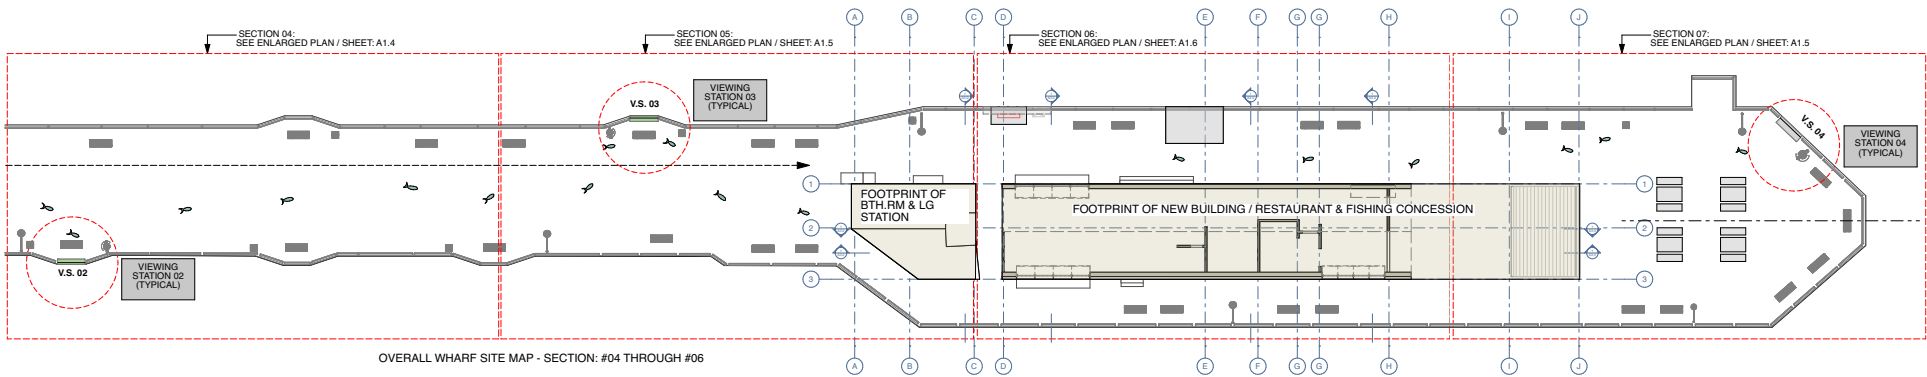 SECTION 04:
SEE ENLARGED PLAN / SHEET: A1.4
SECTION 05:
SEE ENLARGED PLAN / SHEET: A1.5
SECTION 06:
SEE ENLARGED PLAN / SHEET: A1.6
SECTION 07:
SEE ENLARGED PLAN / SHEET: A1.5
A
B
C
D
E
F
G
G
H
I
J
V.S. 03
VIEWING
STATION 03
(TYPICAL)
V.S. 04
VIEWING
STATION 04
(TYPICAL)
1
2
3
FOOTPRINT OF
BTH.RM & LG
STATION
FOOTPRINT OF NEW BUILDING / RESTAURANT & FISHING CONCESSION
1
2
3
V.S. 02
VIEWING
STATION 02
(TYPICAL)
OVERALL WHARF SITE MAP - SECTION: #04 THROUGH #06
A
B
C
D
E
F
G
G
H
I
J